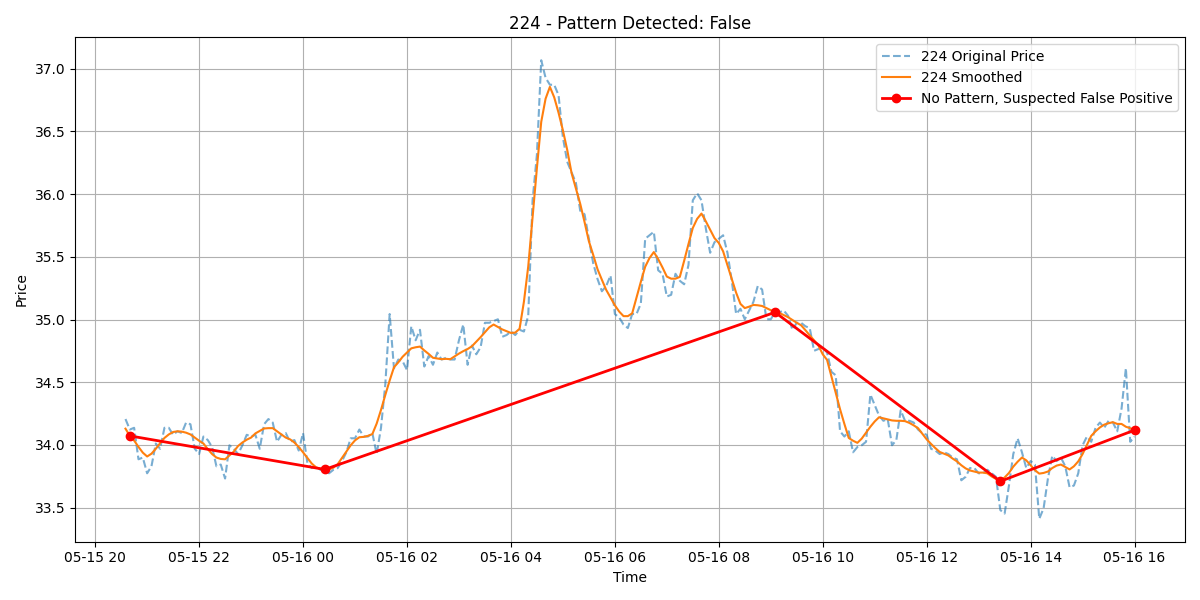 224 - Pattern Detected: False
224 Original Price
224 Smoothed
No Pattern, Suspected False Positive
Price
37.0
36.5
36.0
35.5
35.0
34.5
34.0
33.5
05-15 20 05-15 22 05-16 00 05-16 02 05-16 04 05-16 06 05-16 08 05-16 10 05-16 12 05-16 14 05-16 16
Time